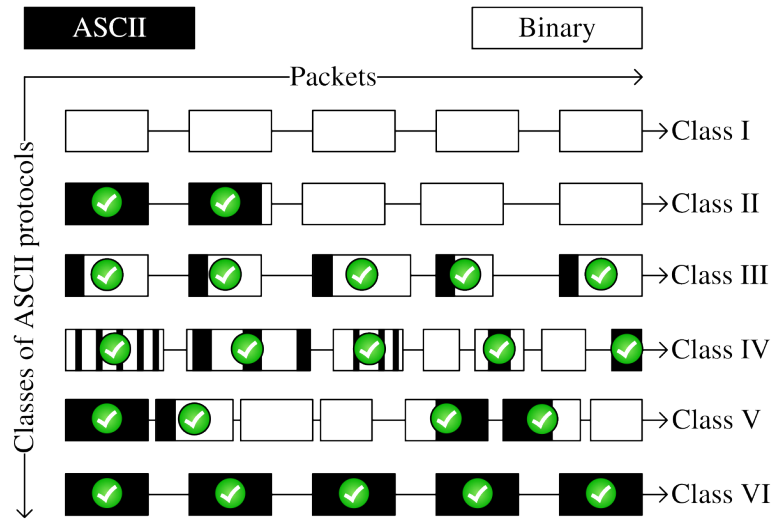 ASCII
Binary
Packets
Classes of ASCII protocols
Class I
Class II
Class III
Class IV
Class V
Class VI